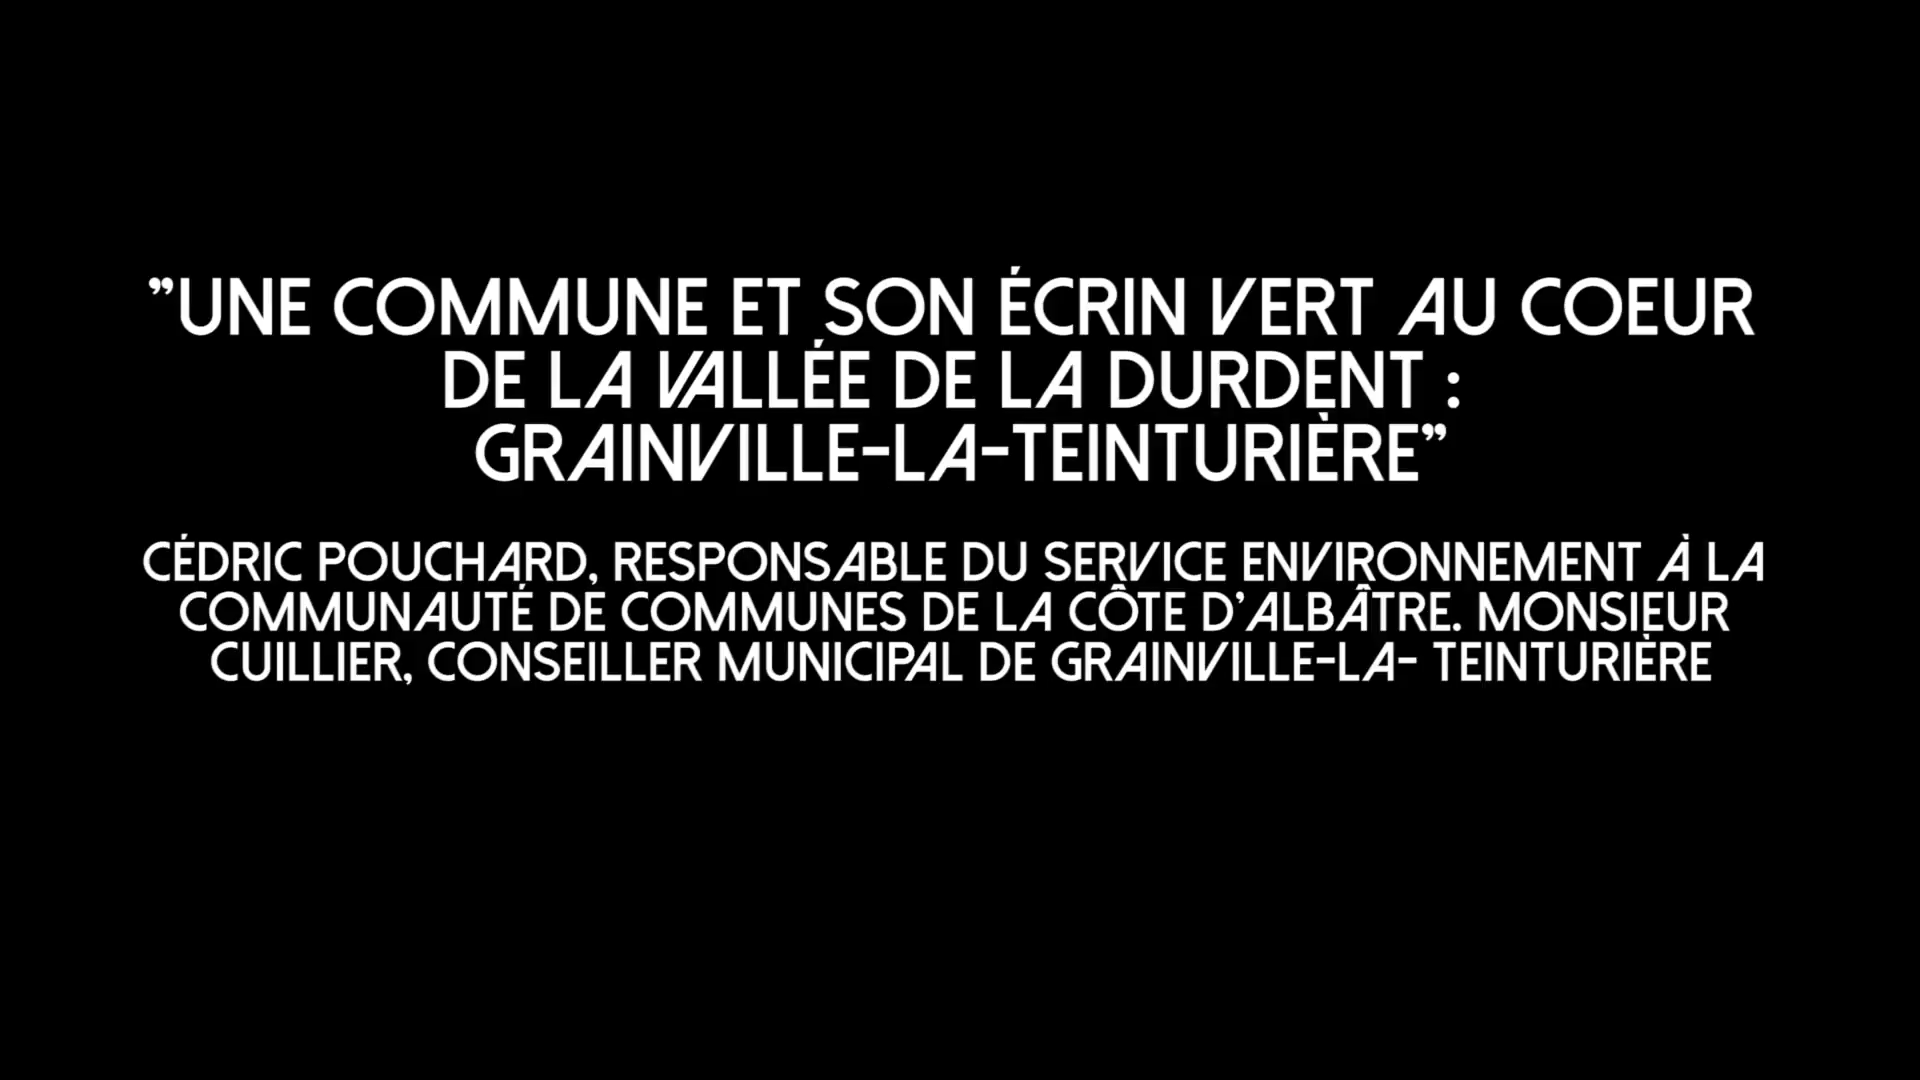 ”UNE COMMUNE ET SON ÉCRIN VERT AU COEUR
DE LA VALLÉE DE LA DURDENT :
GRAINVILLE-LA-TEINTURIÈRE”
CÉDRIC POUCHARD, RESPONSABLE DU SERVICE ENVIRONNEMENT À LA
COMMUNAUTÉ DE COMMUNES DE LA CÔTE D’ALBÂTRE. MONSIEUR
CUILLIER, CONSEILLER MUNICIPAL DE GRAINVILLE-LA- TEINTURIÈRE